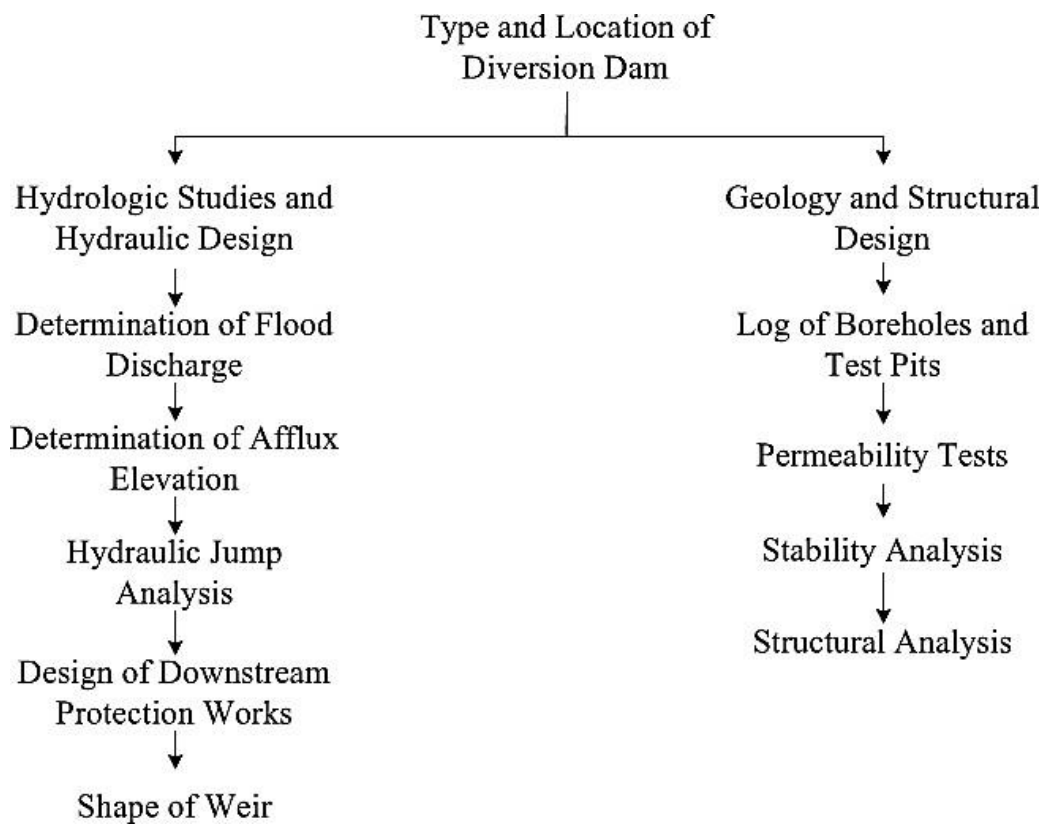 Type and Location of
Diversion Dam
Hydrologic Studies and
Hydraulic Design
Determination of Flood
Discharge
Determination of Afflux
Elevation
Hydraulic Jump
Analysis
Design of Downstream
Protection Works
Shape of Weir
Geology and Structural
Design
Log of Boreholes and
Test Pits
Permeability Tests
Stability Analysis
Structural Analysis